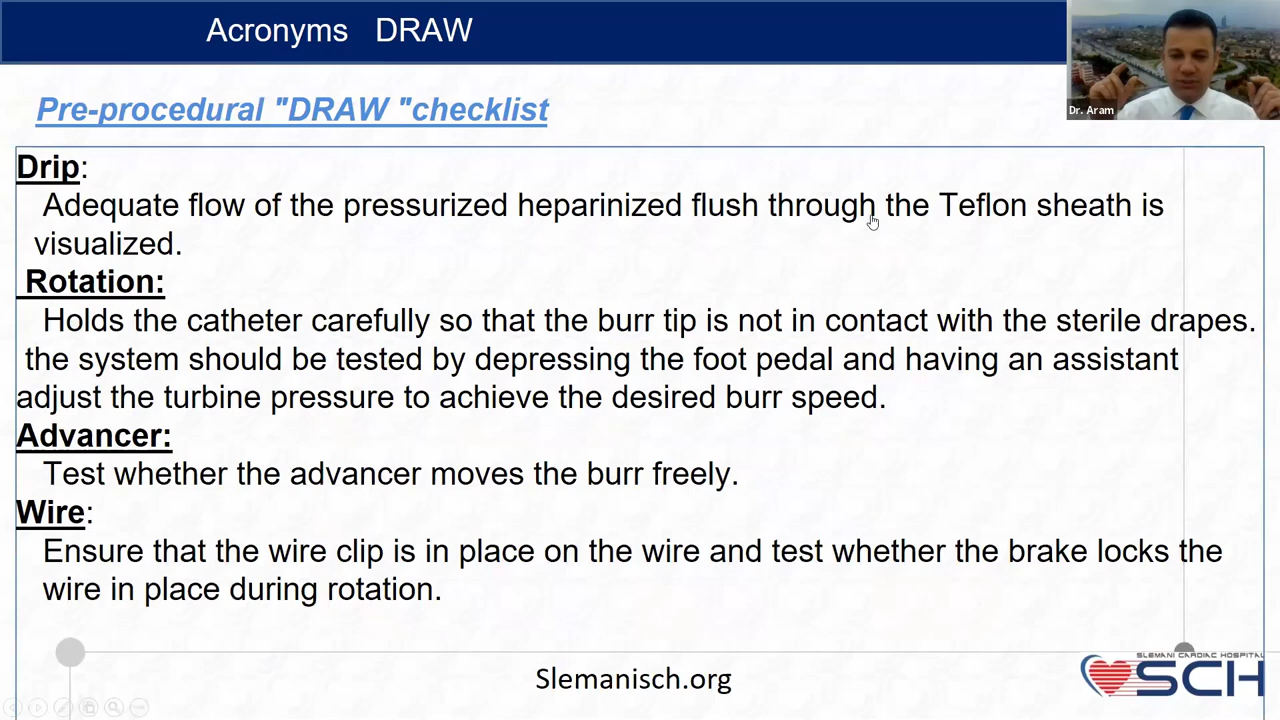 Acronyms DRAW
Dr. Aram
Pre-procedural "DRAW "checklist
Drip:
Adequate flow of the pressurized heparinized flush through the Teflon sheath is
visualized.
Rotation:
Holds the catheter carefully so that the burr tip is not in contact with the sterile drapes.
the system should be tested by depressing the foot pedal and having an assistant
adjust the turbine pressure to achieve the desired burr speed.
Advancer:
Test whether the advancer moves the burr freely.
Wire:
Ensure that the wire clip is in place on the wire and test whether the brake locks the
wire in place during rotation.
Slemanisch.org
SLEMANI CARDIAC HOSPITAL
SCH